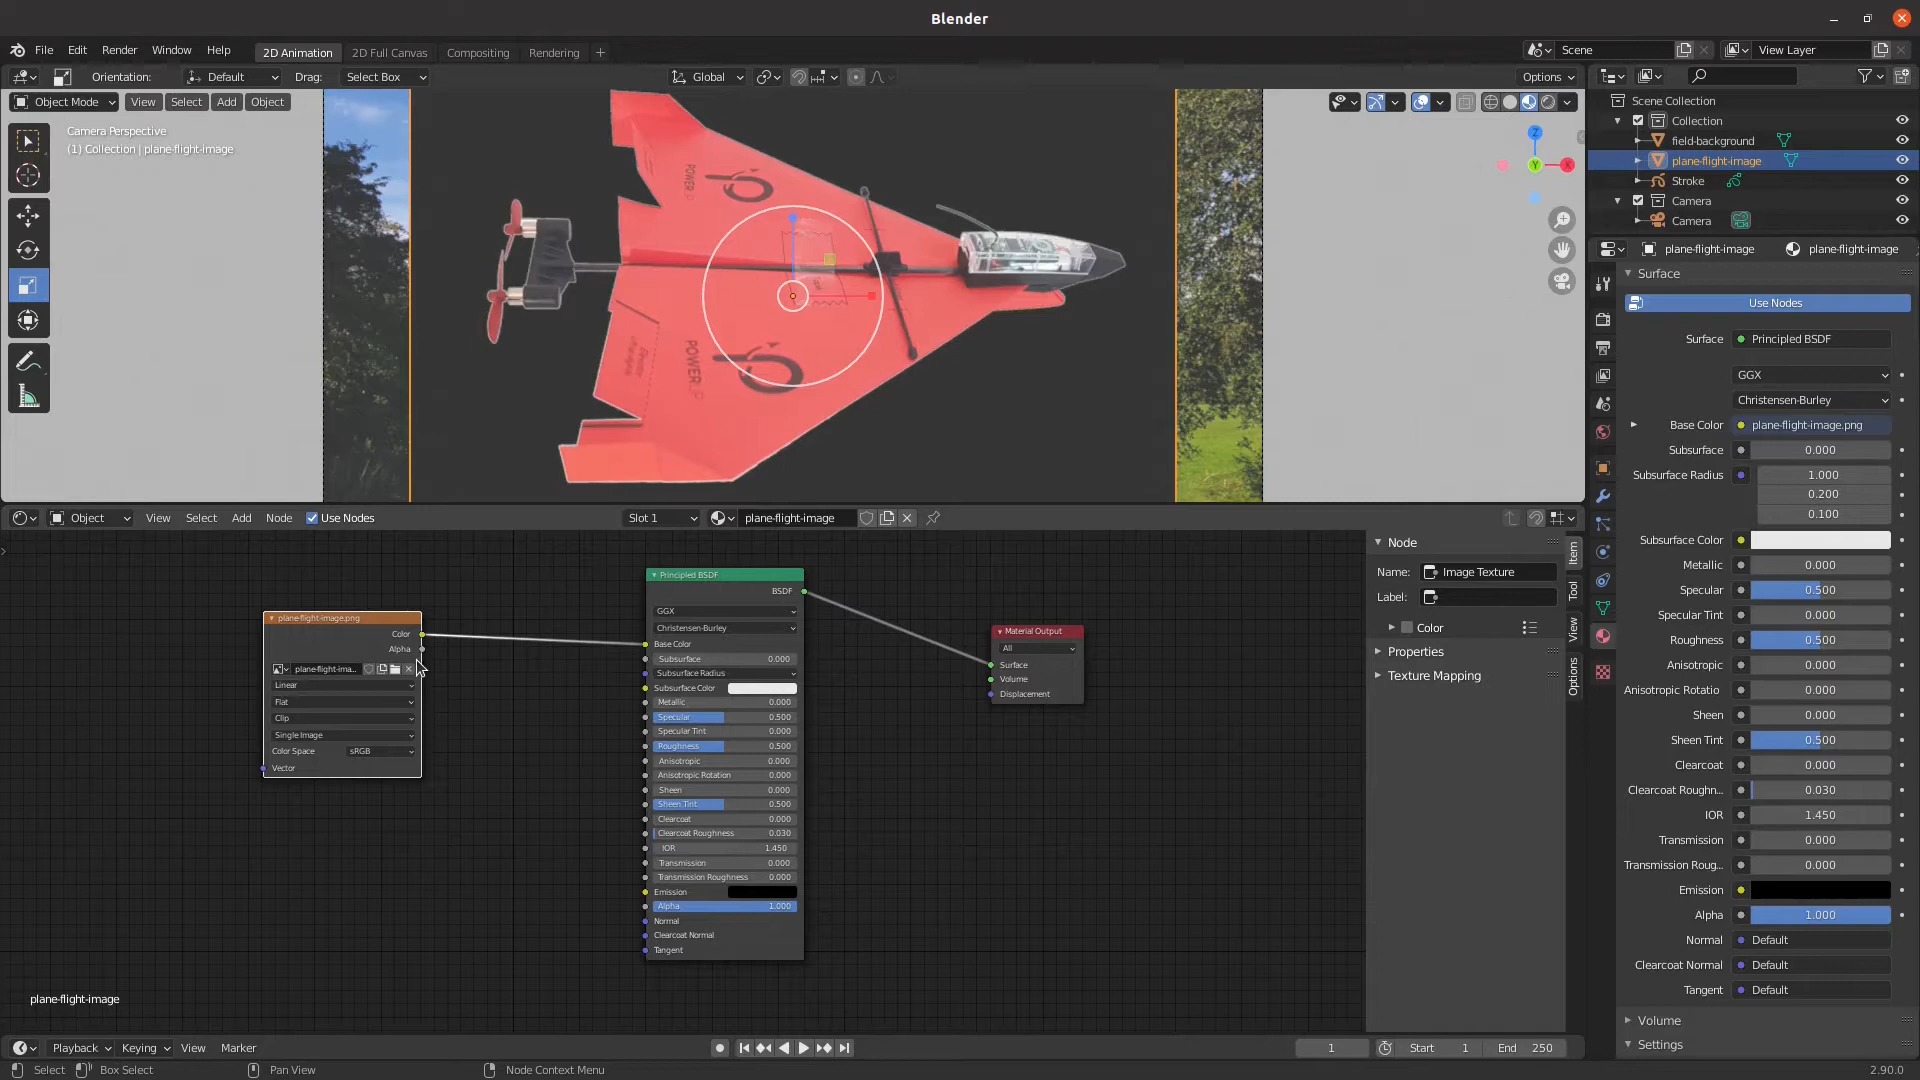 Blender
File Edit Render Window Help
2D Animation 2D Full Canvas Compositing Rendering +
Scene
View Layer
Orientation: Default Drag: Select Box
Global
Options
Object Mode View Select Add Object
Camera Perspective
(1) Collection | plane-flight-image
POWER
POWER
Z
Y
X
Scene Collection
Collection
field-background
plane-flight-image
Stroke
Camera
Camera
plane-flight-image plane-flight-image
Surface
Use Nodes
Surface Principled BSDF
GGX
Christensen-Burley
Base Color plane-flight-image.png
Subsurface 0.000
Subsurface Radius 1.000
0.200
0.100
Subsurface Color
Metallic 0.000
Specular 0.500
Specular Tint 0.000
Roughness 0.500
Anisotropic 0.000
Anisotropic Rotatio 0.000
Sheen 0.000
Sheen Tint 0.500
Clearcoat 0.000
Clearcoat Roughn... 0.030
IOR 1.450
Transmission 0.000
Transmission Roug... 0.000
Emission
Alpha 1.000
Normal Default
Clearcoat Normal Default
Tangent Default
Volume
Settings
Object View Select Add Node Use Nodes Slot 1 plane-flight-image
plane-flight-image.png
Color
Alpha
plane-flight-ima...
Linear
Flat
Clip
Single Image
Color Space sRGB
Vector
Principled BSDF
BSDF
GGX
Christensen-Burley
Base Color
Subsurface 0.000
Subsurface Radius
Subsurface Color
Metallic 0.000
Specular 0.500
Specular Tint 0.000
Roughness 0.500
Anisotropic 0.000
Anisotropic Rotation 0.000
Sheen 0.000
Sheen Tint 0.500
Clearcoat 0.000
Clearcoat Roughness 0.030
IOR 1.450
Transmission 0.000
Transmission Roughness 0.000
Emission
Alpha 1.000
Normal
Clearcoat Normal
Tangent
Material Output
All
Surface
Volume
Displacement
Node
Name: Image Texture
Label:
Color
Properties
Texture Mapping
Item
Tool
View
Options
plane-flight-image
Playback Keying View Marker
1 Start 1 End 250
Select Box Select Pan View Node Context Menu 2.90.0